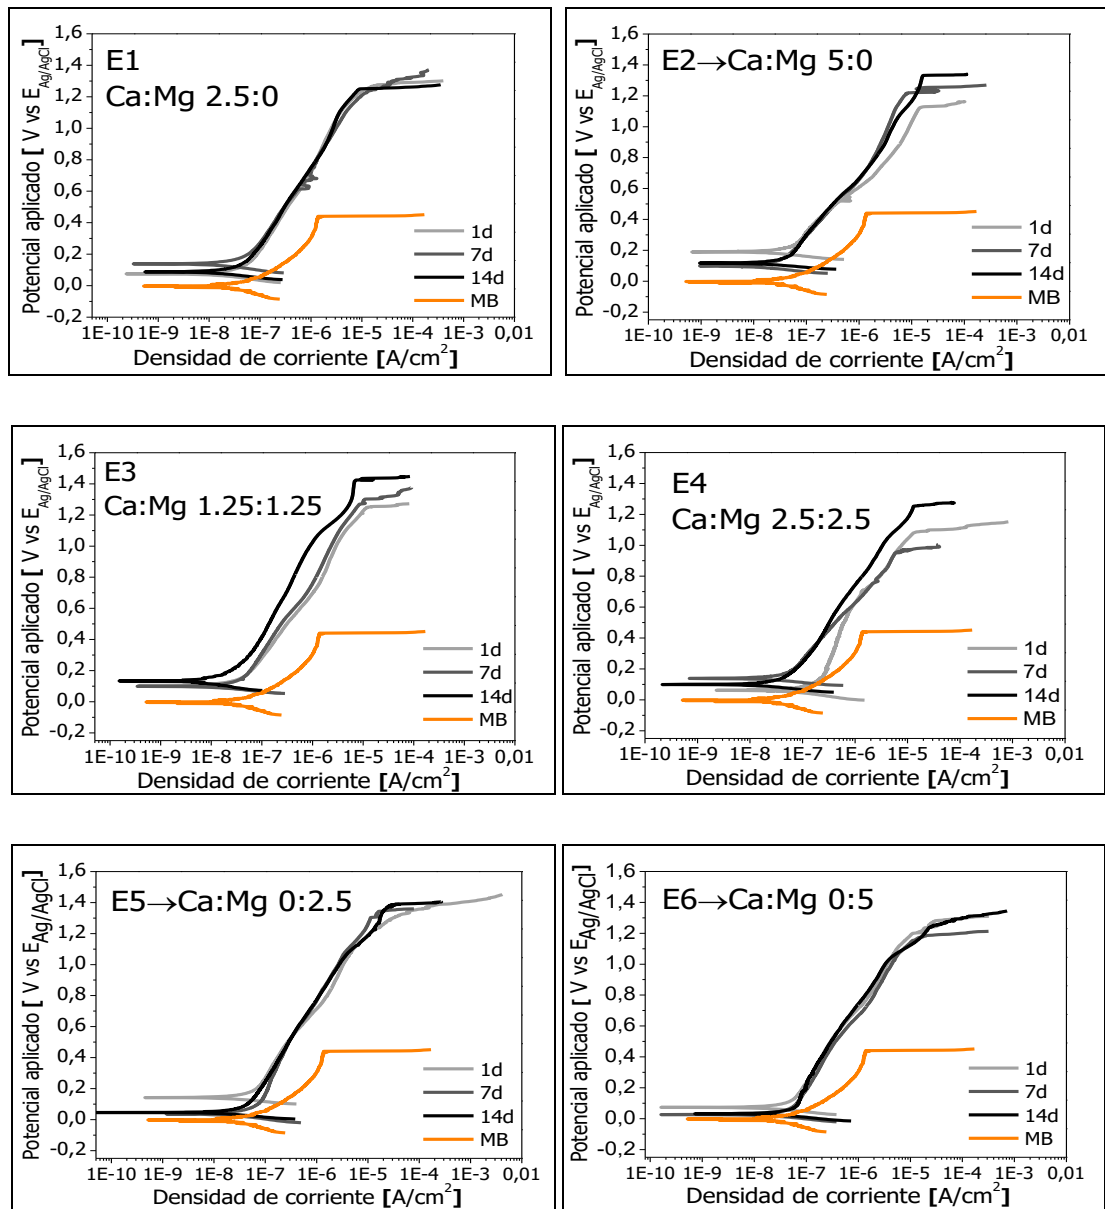 E1
Ca:Mg 2.5:0
Potencial aplicado [ V vs E_Ag/AgCl]
1,6
1,4
1,2
1,0
0,8
0,6
0,4
0,2
0,0
-0,2
1d
7d
14d
MB
1E-10 1E-9 1E-8 1E-7 1E-6 1E-5 1E-4 1E-3 0,01
Densidad de corriente [A/cm²]
E2→Ca:Mg 5:0
Potencial aplicado [ V vs E_Ag/AgCl]
1,6
1,4
1,2
1,0
0,8
0,6
0,4
0,2
0,0
-0,2
1d
7d
14d
MB
1E-10 1E-9 1E-8 1E-7 1E-6 1E-5 1E-4 1E-3 0,01
Densidad de corriente [A/cm²]
E3
Ca:Mg 1.25:1.25
Potencial aplicado [ V vs E_Ag/AgCl]
1,6
1,4
1,2
1,0
0,8
0,6
0,4
0,2
0,0
-0,2
1d
7d
14d
MB
1E-10 1E-9 1E-8 1E-7 1E-6 1E-5 1E-4 1E-3 0,01
Densidad de corriente [A/cm²]
E4
Ca:Mg 2.5:2.5
Potencial aplicado [ V vs E_Ag/AgCl]
1,6
1,4
1,2
1,0
0,8
0,6
0,4
0,2
0,0
-0,2
1d
7d
14d
MB
1E-10 1E-9 1E-8 1E-7 1E-6 1E-5 1E-4 1E-3 0,01
Densidad de corriente [A/cm²]
E5→Ca:Mg 0:2.5
Potencial aplicado [ V vs E_Ag/AgCl]
1,6
1,4
1,2
1,0
0,8
0,6
0,4
0,2
0,0
-0,2
1d
7d
14d
MB
1E-10 1E-9 1E-8 1E-7 1E-6 1E-5 1E-4 1E-3 0,01
Densidad de corriente [A/cm²]
E6→Ca:Mg 0:5
Potencial aplicado [ V vs E_Ag/AgCl]
1,6
1,4
1,2
1,0
0,8
0,6
0,4
0,2
0,0
-0,2
1d
7d
14d
MB
1E-10 1E-9 1E-8 1E-7 1E-6 1E-5 1E-4 1E-3 0,01
Densidad de corriente [A/cm²]